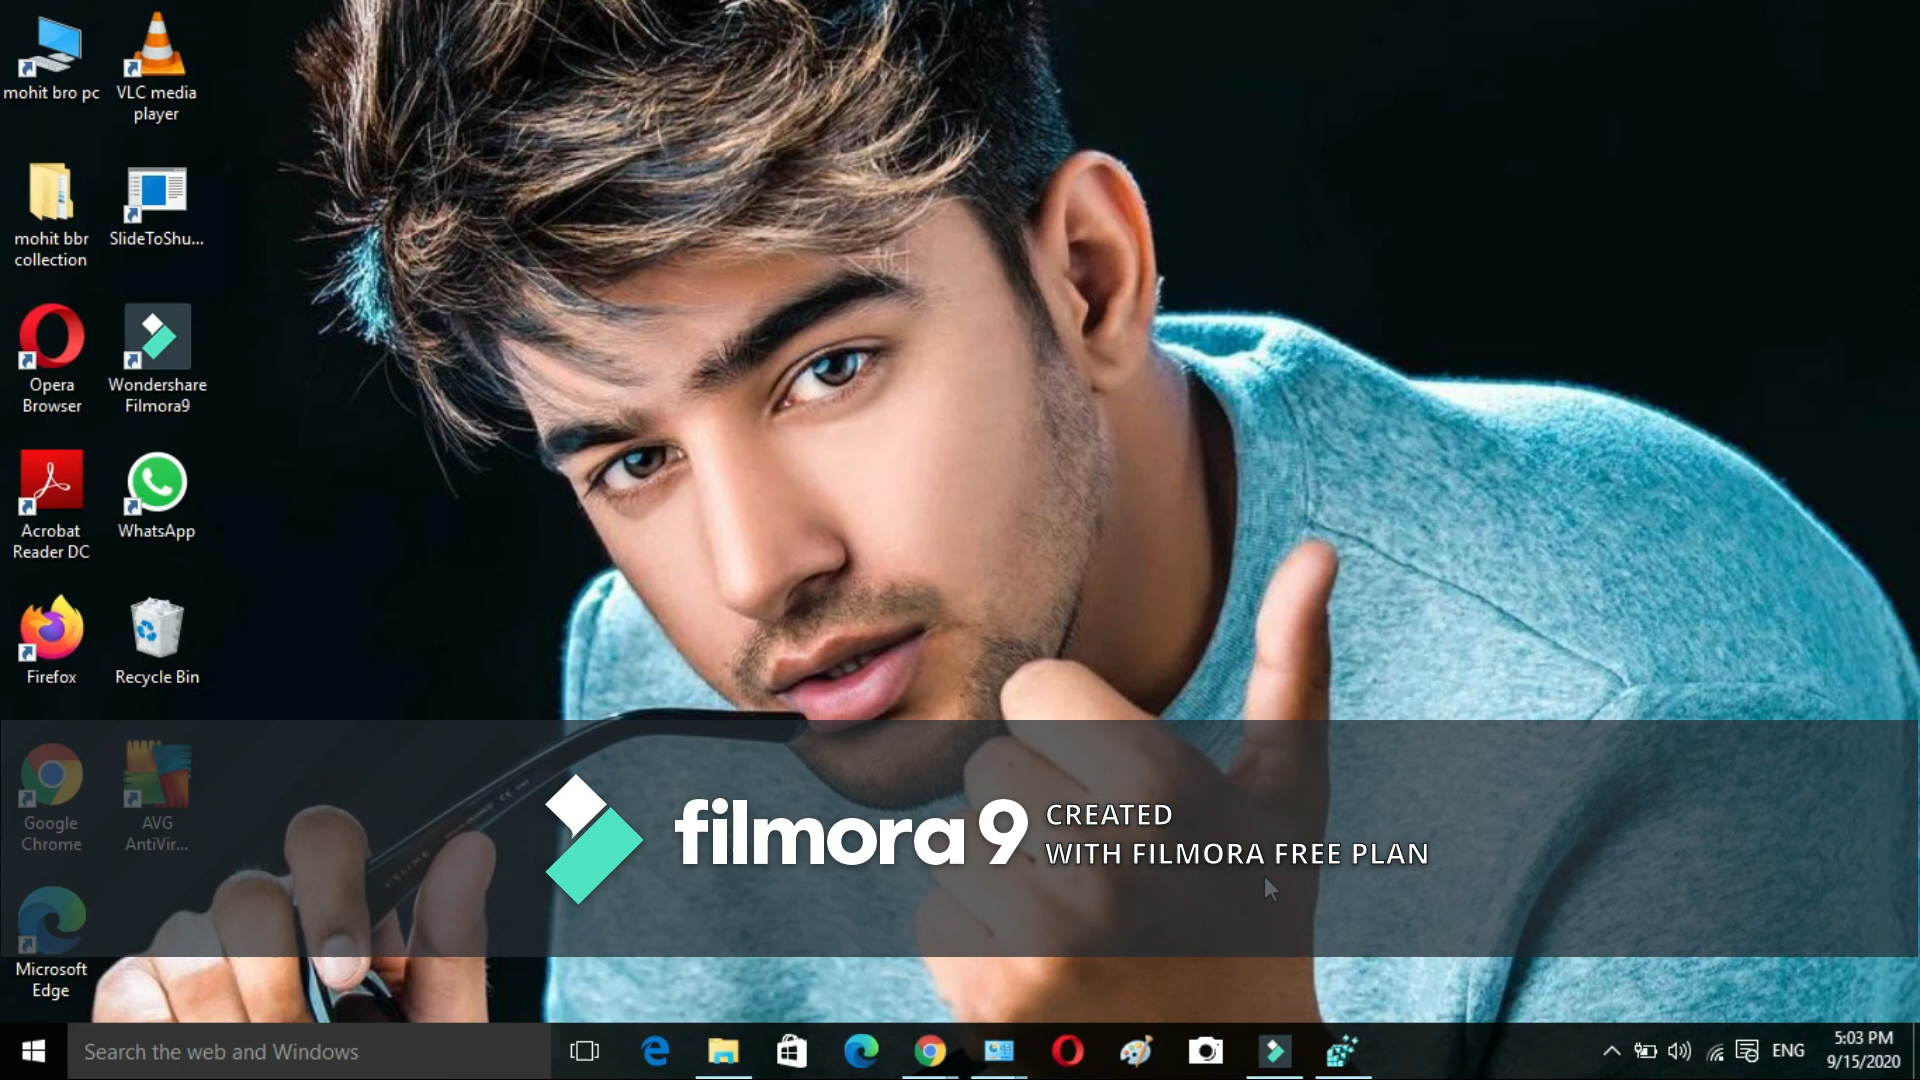 mohit bro pc
VLC media
player
mohit bbr
collection
SlideToShu...
Opera
Browser
Wondershare
Filmora9
Acrobat
Reader DC
WhatsApp
Firefox
Recycle Bin
Google
Chrome
AVG
AntiVir...
Microsoft
Edge
filmora9
CREATED
WITH FILMORA FREE PLAN
Search the web and Windows
ENG
5:03 PM
9/15/2020